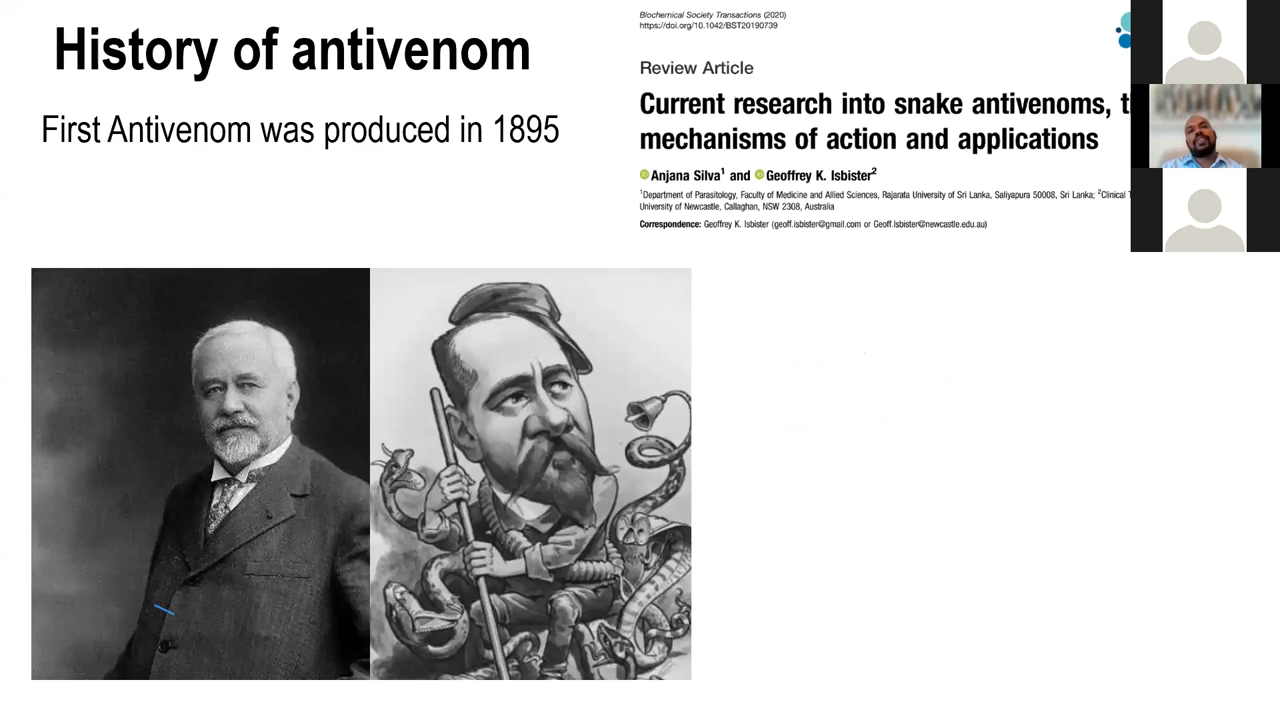 History of antivenom
First Antivenom was produced in 1895
Biochemical Society Transactions (2020)
https://doi.org/10.1042/BST20190739
Review Article
Current research into snake antivenoms, t
mechanisms of action and applications
Anjana Silva1 and Geoffrey K. Isbister2
1Department of Parasitology, Faculty of Medicine and Allied Sciences, Rajarata University of Sri Lanka, Saliyapura 50008, Sri Lanka; 2Clinical T
University of Newcastle, Callaghan, NSW 2308, Australia
Correspondence: Geoffrey K. Isbister (geoff.isbister@gmail.com or Geoff.Isbister@newcastle.edu.au)